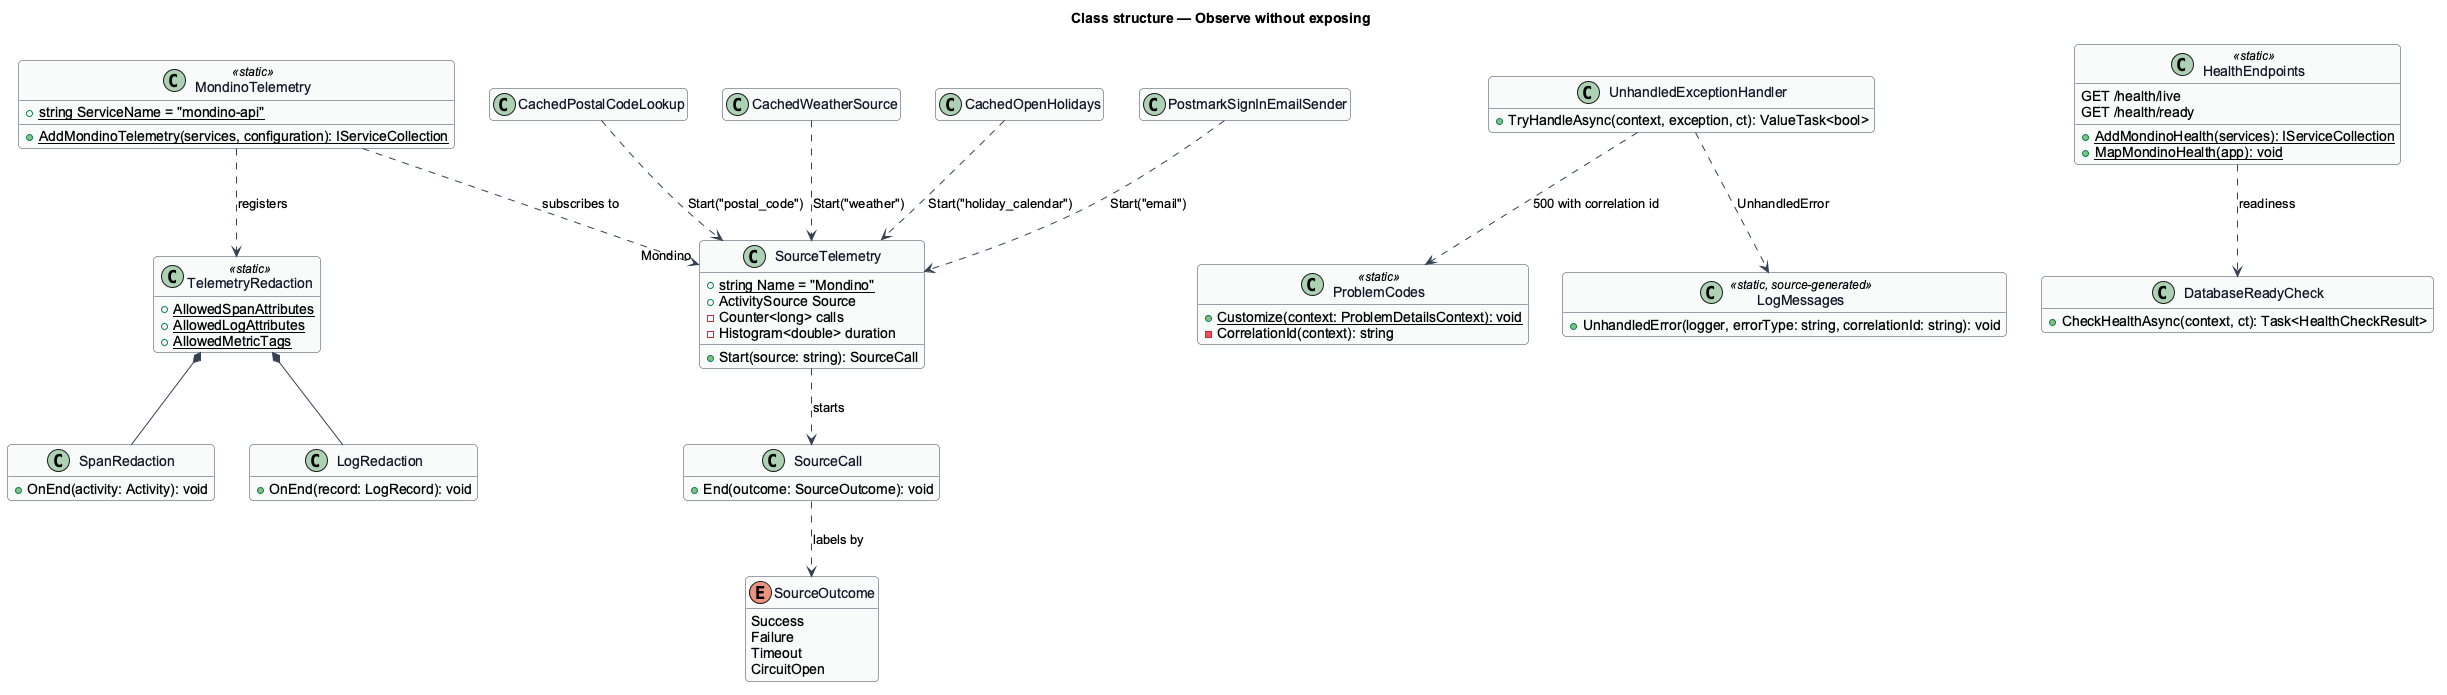 Class structure — Observe without exposing
«static»
MondinoTelemetry
string ServiceName = "mondino-api"
AddMondinoTelemetry(services, configuration): IServiceCollection
C CachedPostalCodeLookup
C CachedWeatherSource
C CachedOpenHolidays
C PostmarkSignInEmailSender
C UnhandledExceptionHandler
TryHandleAsync(context, exception, ct): ValueTask<bool>
«static»
C HealthEndpoints
GET /health/live
GET /health/ready
AddMondinoHealth(services): IServiceCollection
MapMondinoHealth(app): void
registers
subscribes to
Start("postal_code")
Start("weather")
Start("holiday_calendar")
Start("email")
500 with correlation id
UnhandledError
readiness
Mondino
«static»
C TelemetryRedaction
AllowedSpanAttributes
AllowedLogAttributes
AllowedMetricTags
C SourceTelemetry
string Name = "Mondino"
ActivitySource Source
Counter<long> calls
Histogram<double> duration
Start(source: string): SourceCall
«static»
C ProblemCodes
Customize(context: ProblemDetailsContext): void
CorrelationId(context): string
«static, source-generated»
C LogMessages
UnhandledError(logger, errorType: string, correlationId: string): void
C DatabaseReadyCheck
CheckHealthAsync(context, ct): Task<HealthCheckResult>
starts
C SpanRedaction
OnEnd(activity: Activity): void
C LogRedaction
OnEnd(record: LogRecord): void
C SourceCall
End(outcome: SourceOutcome): void
labels by
E SourceOutcome
Success
Failure
Timeout
CircuitOpen